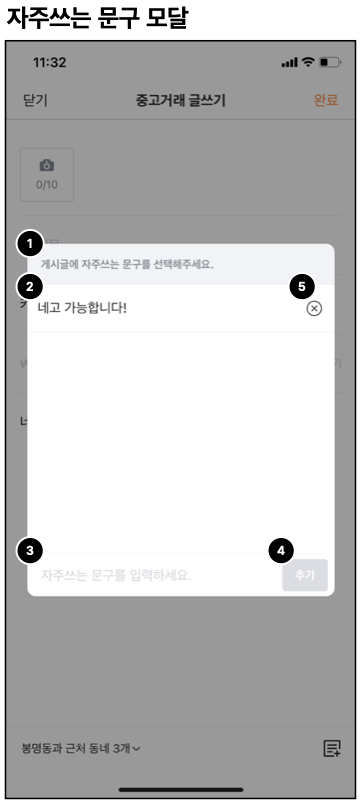 자주쓰는 문구 모달
11:32
닫기 중고거래 글쓰기 완료
0/10
1
게시글에 자주쓰는 문구를 선택해주세요.
2 5
네고 가능합니다!
₩
3 4
자주쓰는 문구를 입력하세요. 추가
봉명동과 근처 동네 3개